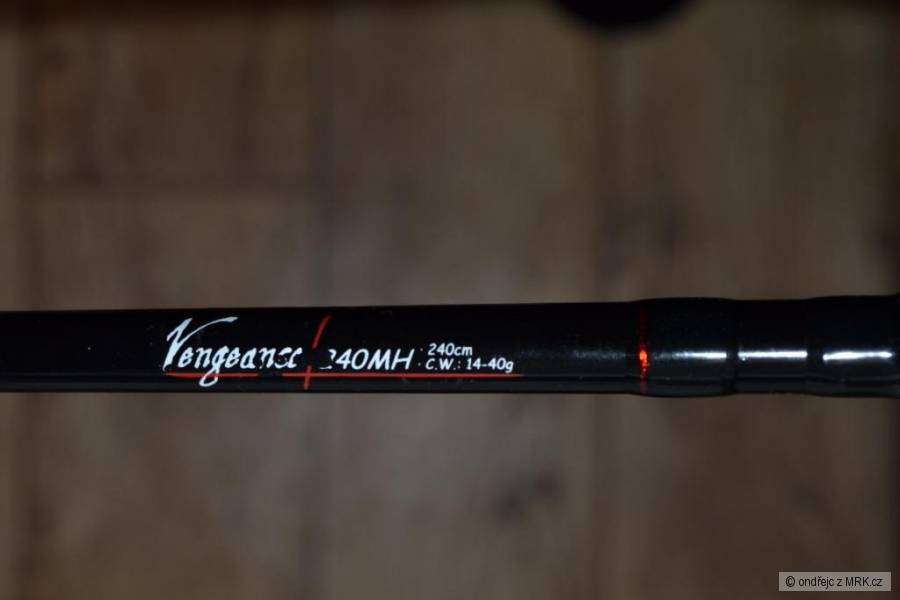 Vengeance 240MH · 240cm
· C.W.: 14-40g
© ondřejc z MRK.cz